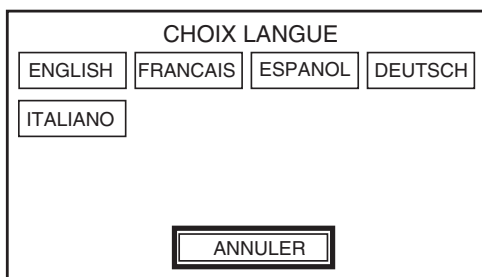 CHOIX LANGUE
ENGLISH FRANCAIS ESPANOL DEUTSCH
ITALIANO
ANNULER